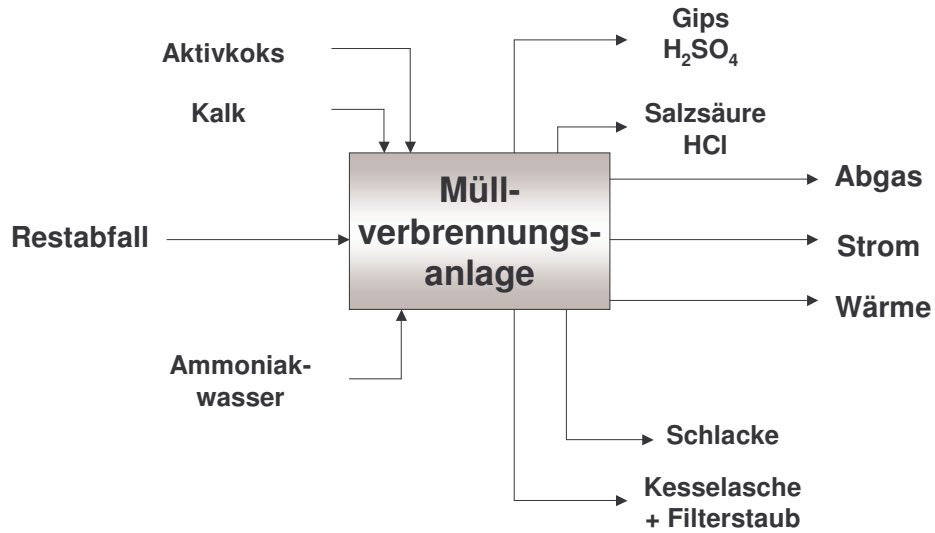 Gips
H₂SO₄
Aktivkoks
Kalk
Salzsäure
HCl
Müll-
verbrennungs-
anlage
Abgas
Restabfall
Strom
Wärme
Ammoniak-
wasser
Schlacke
Kesselasche
+ Filterstaub